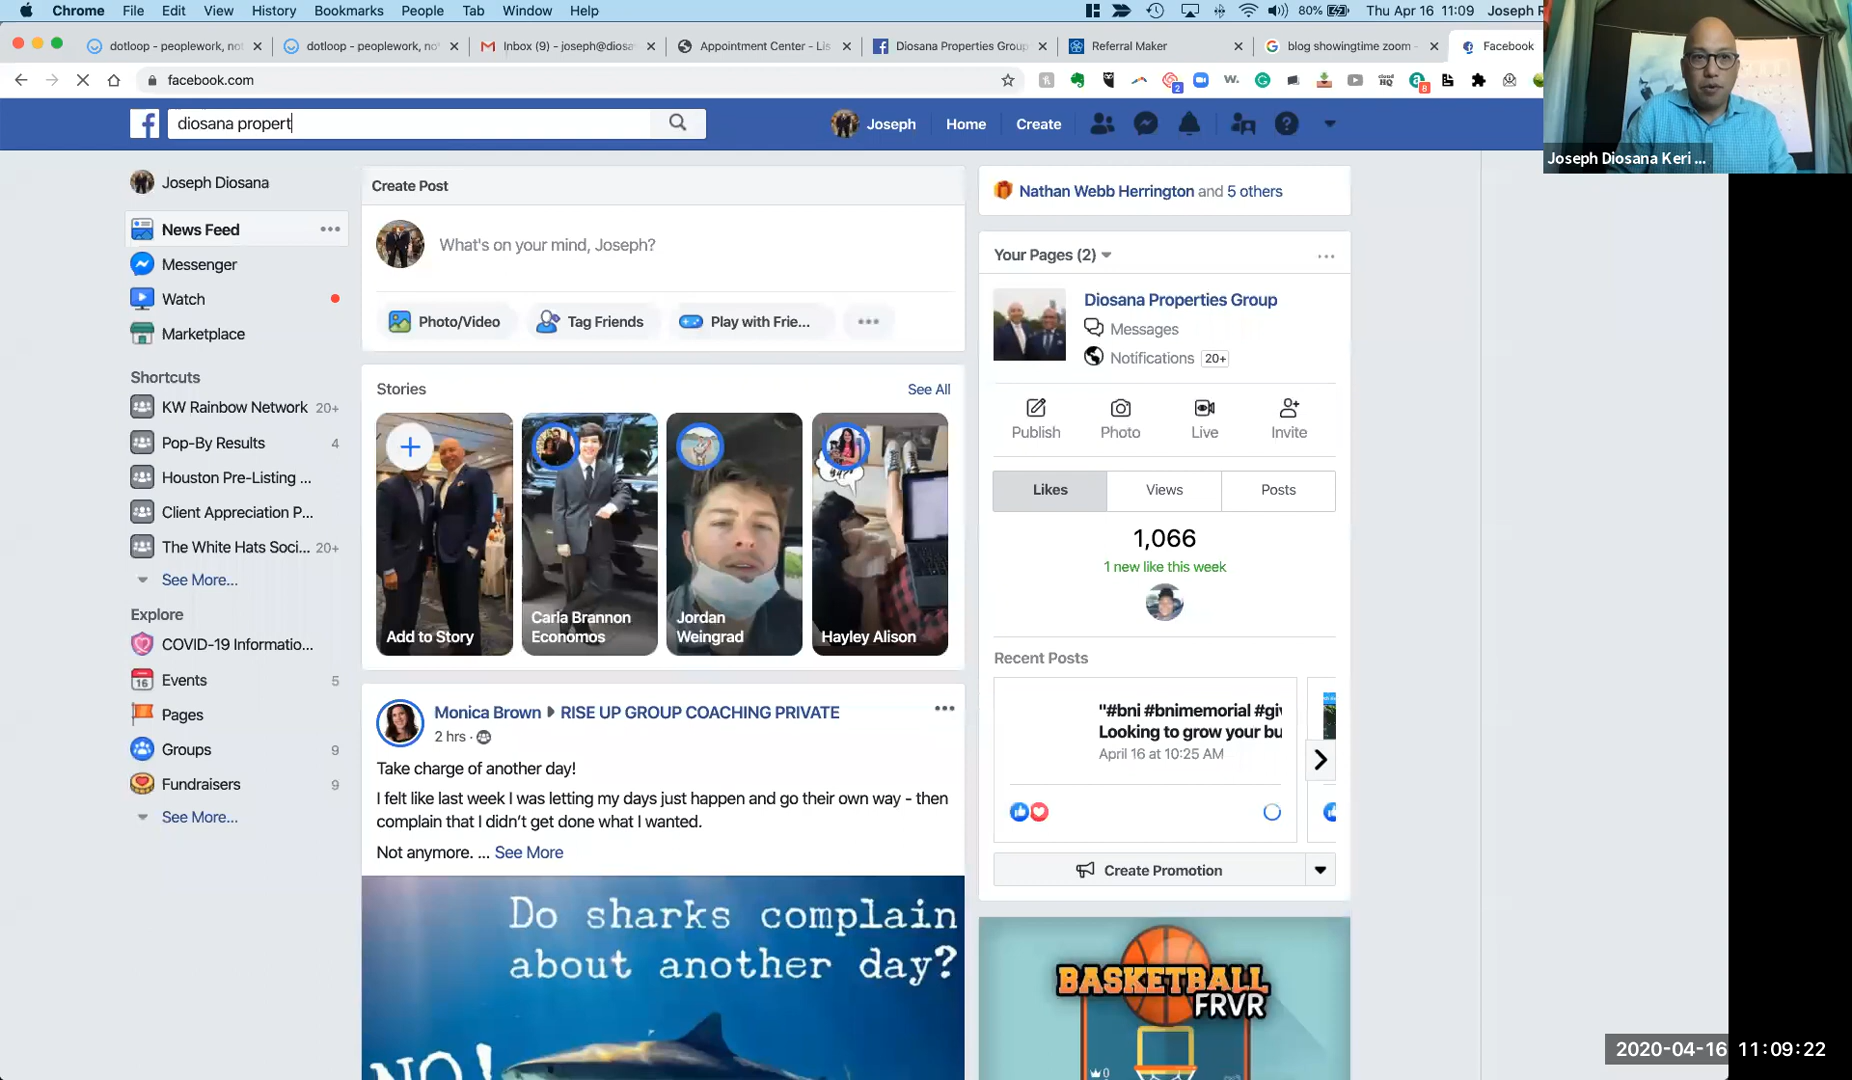 Chrome File Edit View History Bookmarks People Tab Window Help
80% Thu Apr 16 11:09 Joseph R
dotloop - peoplework, not
dotloop - peoplework, no
Inbox (9) - joseph@diosa
Appointment Center - Lis
Diosana Properties Group
Referral Maker
blog showingtime zoom -
Facebook
facebook.com
diosana propert
Joseph
Home
Create
Joseph Diosana Keri ...
Joseph Diosana
News Feed
Messenger
Watch
Marketplace
Shortcuts
KW Rainbow Network 20+
Pop-By Results 4
Houston Pre-Listing ...
Client Appreciation P...
The White Hats Soci... 20+
See More...
Explore
COVID-19 Informatio...
16
Events 5
Pages
Groups 9
Fundraisers 9
See More...
Create Post
What's on your mind, Joseph?
Photo/Video
Tag Friends
Play with Frie...
Stories
See All
Add to Story
Carla Brannon
Economos
Jordan
Weingrad
Hayley Alison
Monica Brown RISE UP GROUP COACHING PRIVATE
2 hrs ·
Take charge of another day!
I felt like last week I was letting my days just happen and go their own way - then
complain that I didn't get done what I wanted.
Not anymore. ... See More
Do sharks complain
about another day?
NO!
Nathan Webb Herrington and 5 others
Your Pages (2)
Diosana Properties Group
Messages
Notifications 20+
Publish
Photo
Live
Invite
Likes
Views
Posts
1,066
1 new like this week
Recent Posts
"#bni #bnimemorial #giv
Looking to grow your bu
April 16 at 10:25 AM
Create Promotion
BASKETBALL
FRVR
2020-04-16 11:09:22